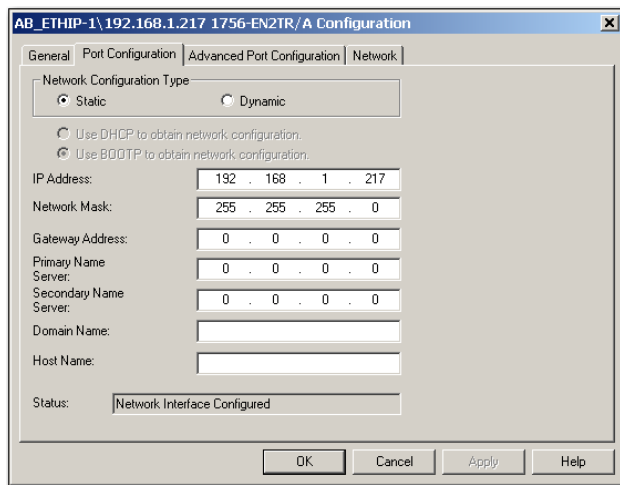 AB_ETHIP-1\192.168.1.217 1756-EN2TR/A Configuration
General Port Configuration Advanced Port Configuration Network
Network Configuration Type
Static Dynamic
Use DHCP to obtain network configuration.
Use BOOTP to obtain network configuration.
IP Address: 192 . 168 . 1 . 217
Network Mask: 255 . 255 . 255 . 0
Gateway Address: 0 . 0 . 0 . 0
Primary Name
Server: 0 . 0 . 0 . 0
Secondary Name
Server: 0 . 0 . 0 . 0
Domain Name:
Host Name:
Status: Network Interface Configured
OK Cancel Apply Help